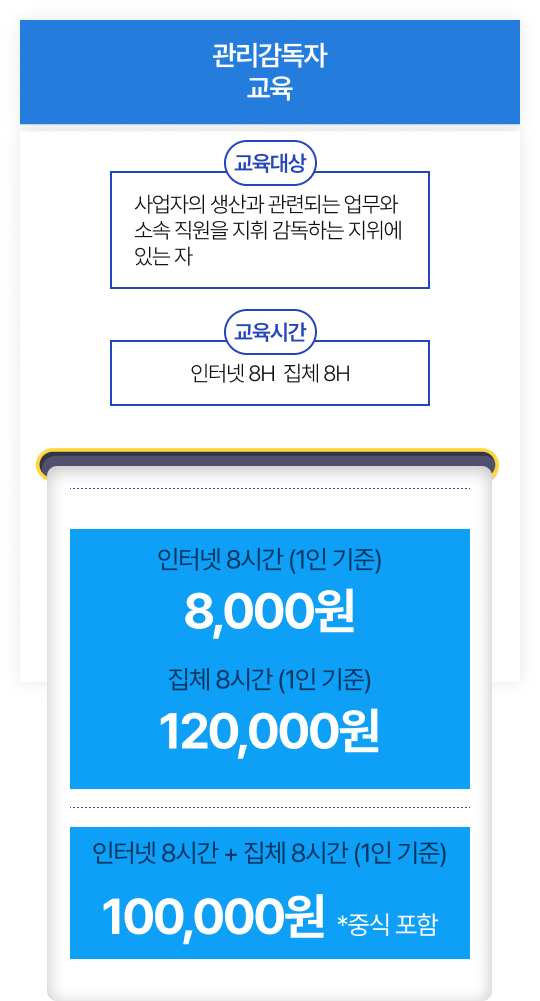 관리감독자
교육
교육대상
사업자의 생산과 관련되는 업무와
소속 직원을 지휘 감독하는 지위에
있는 자
교육시간
인터넷 8H 집체 8H
인터넷 8시간 (1인 기준)
8,000원
집체 8시간 (1인 기준)
120,000원
인터넷 8시간 + 집체 8시간 (1인 기준)
100,000원 *중식 포함